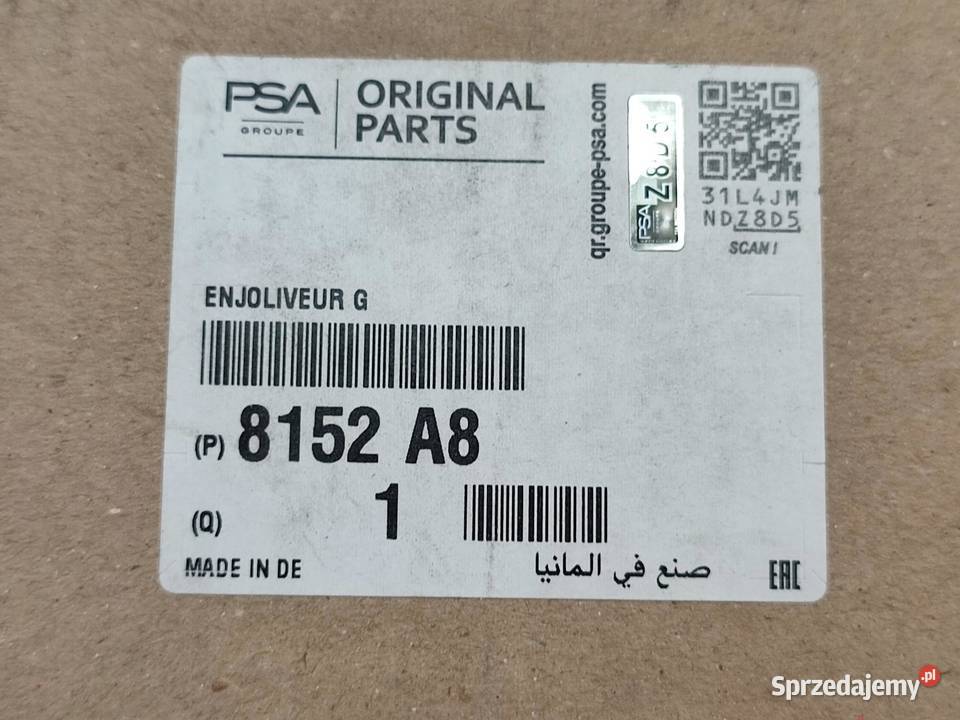 PSA
GROUPE
ORIGINAL
PARTS
qr.groupe-psa.com
PSA Z8D5
31L4JM
NDZ8D5
SCAN!
ENJOLIVEUR G
(P) 8152 A8
(Q) 1
MADE IN DE
صنع في المانيا
EAC
Sprzedajemy.pl